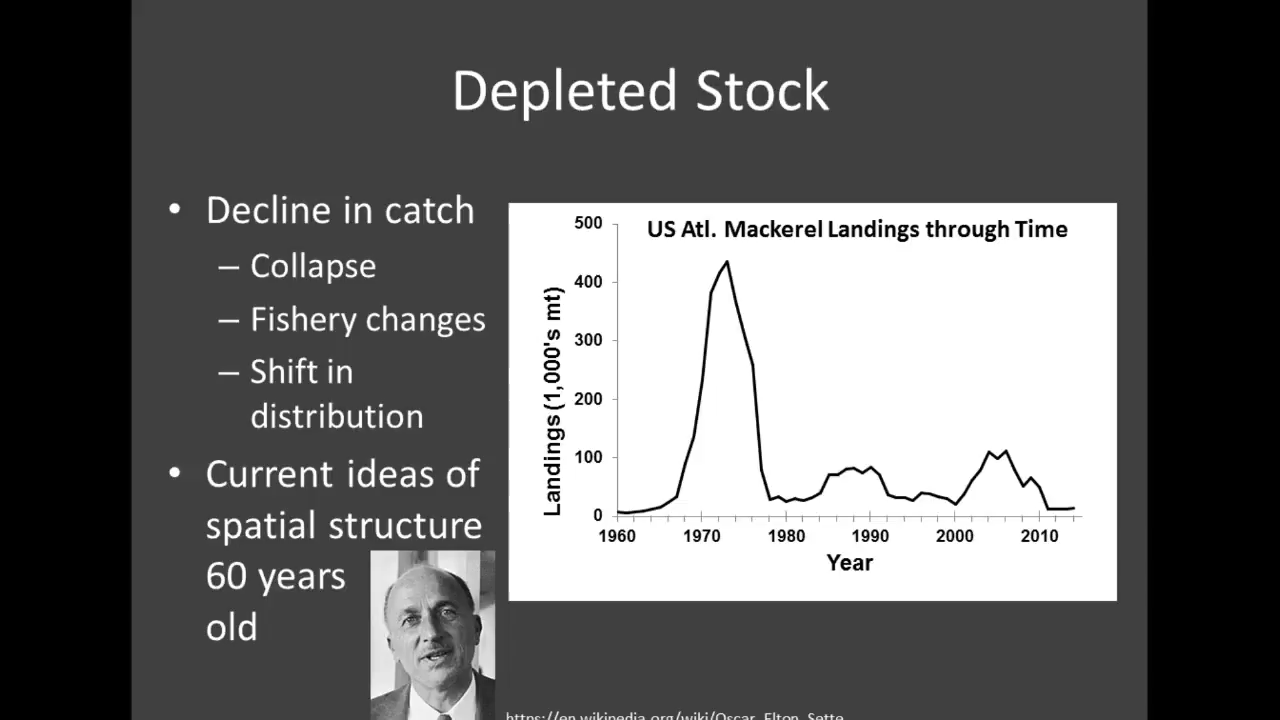 Depleted Stock
• Decline in catch
– Collapse
– Fishery changes
– Shift in
distribution
• Current ideas of
spatial structure
60 years
old
US Atl. Mackerel Landings through Time
Landings (1,000's mt)
500
400
300
200
100
0
1960 1970 1980 1990 2000 2010
Year
https://en.wikipedia.org/wiki/Oscar_Elton_Sette